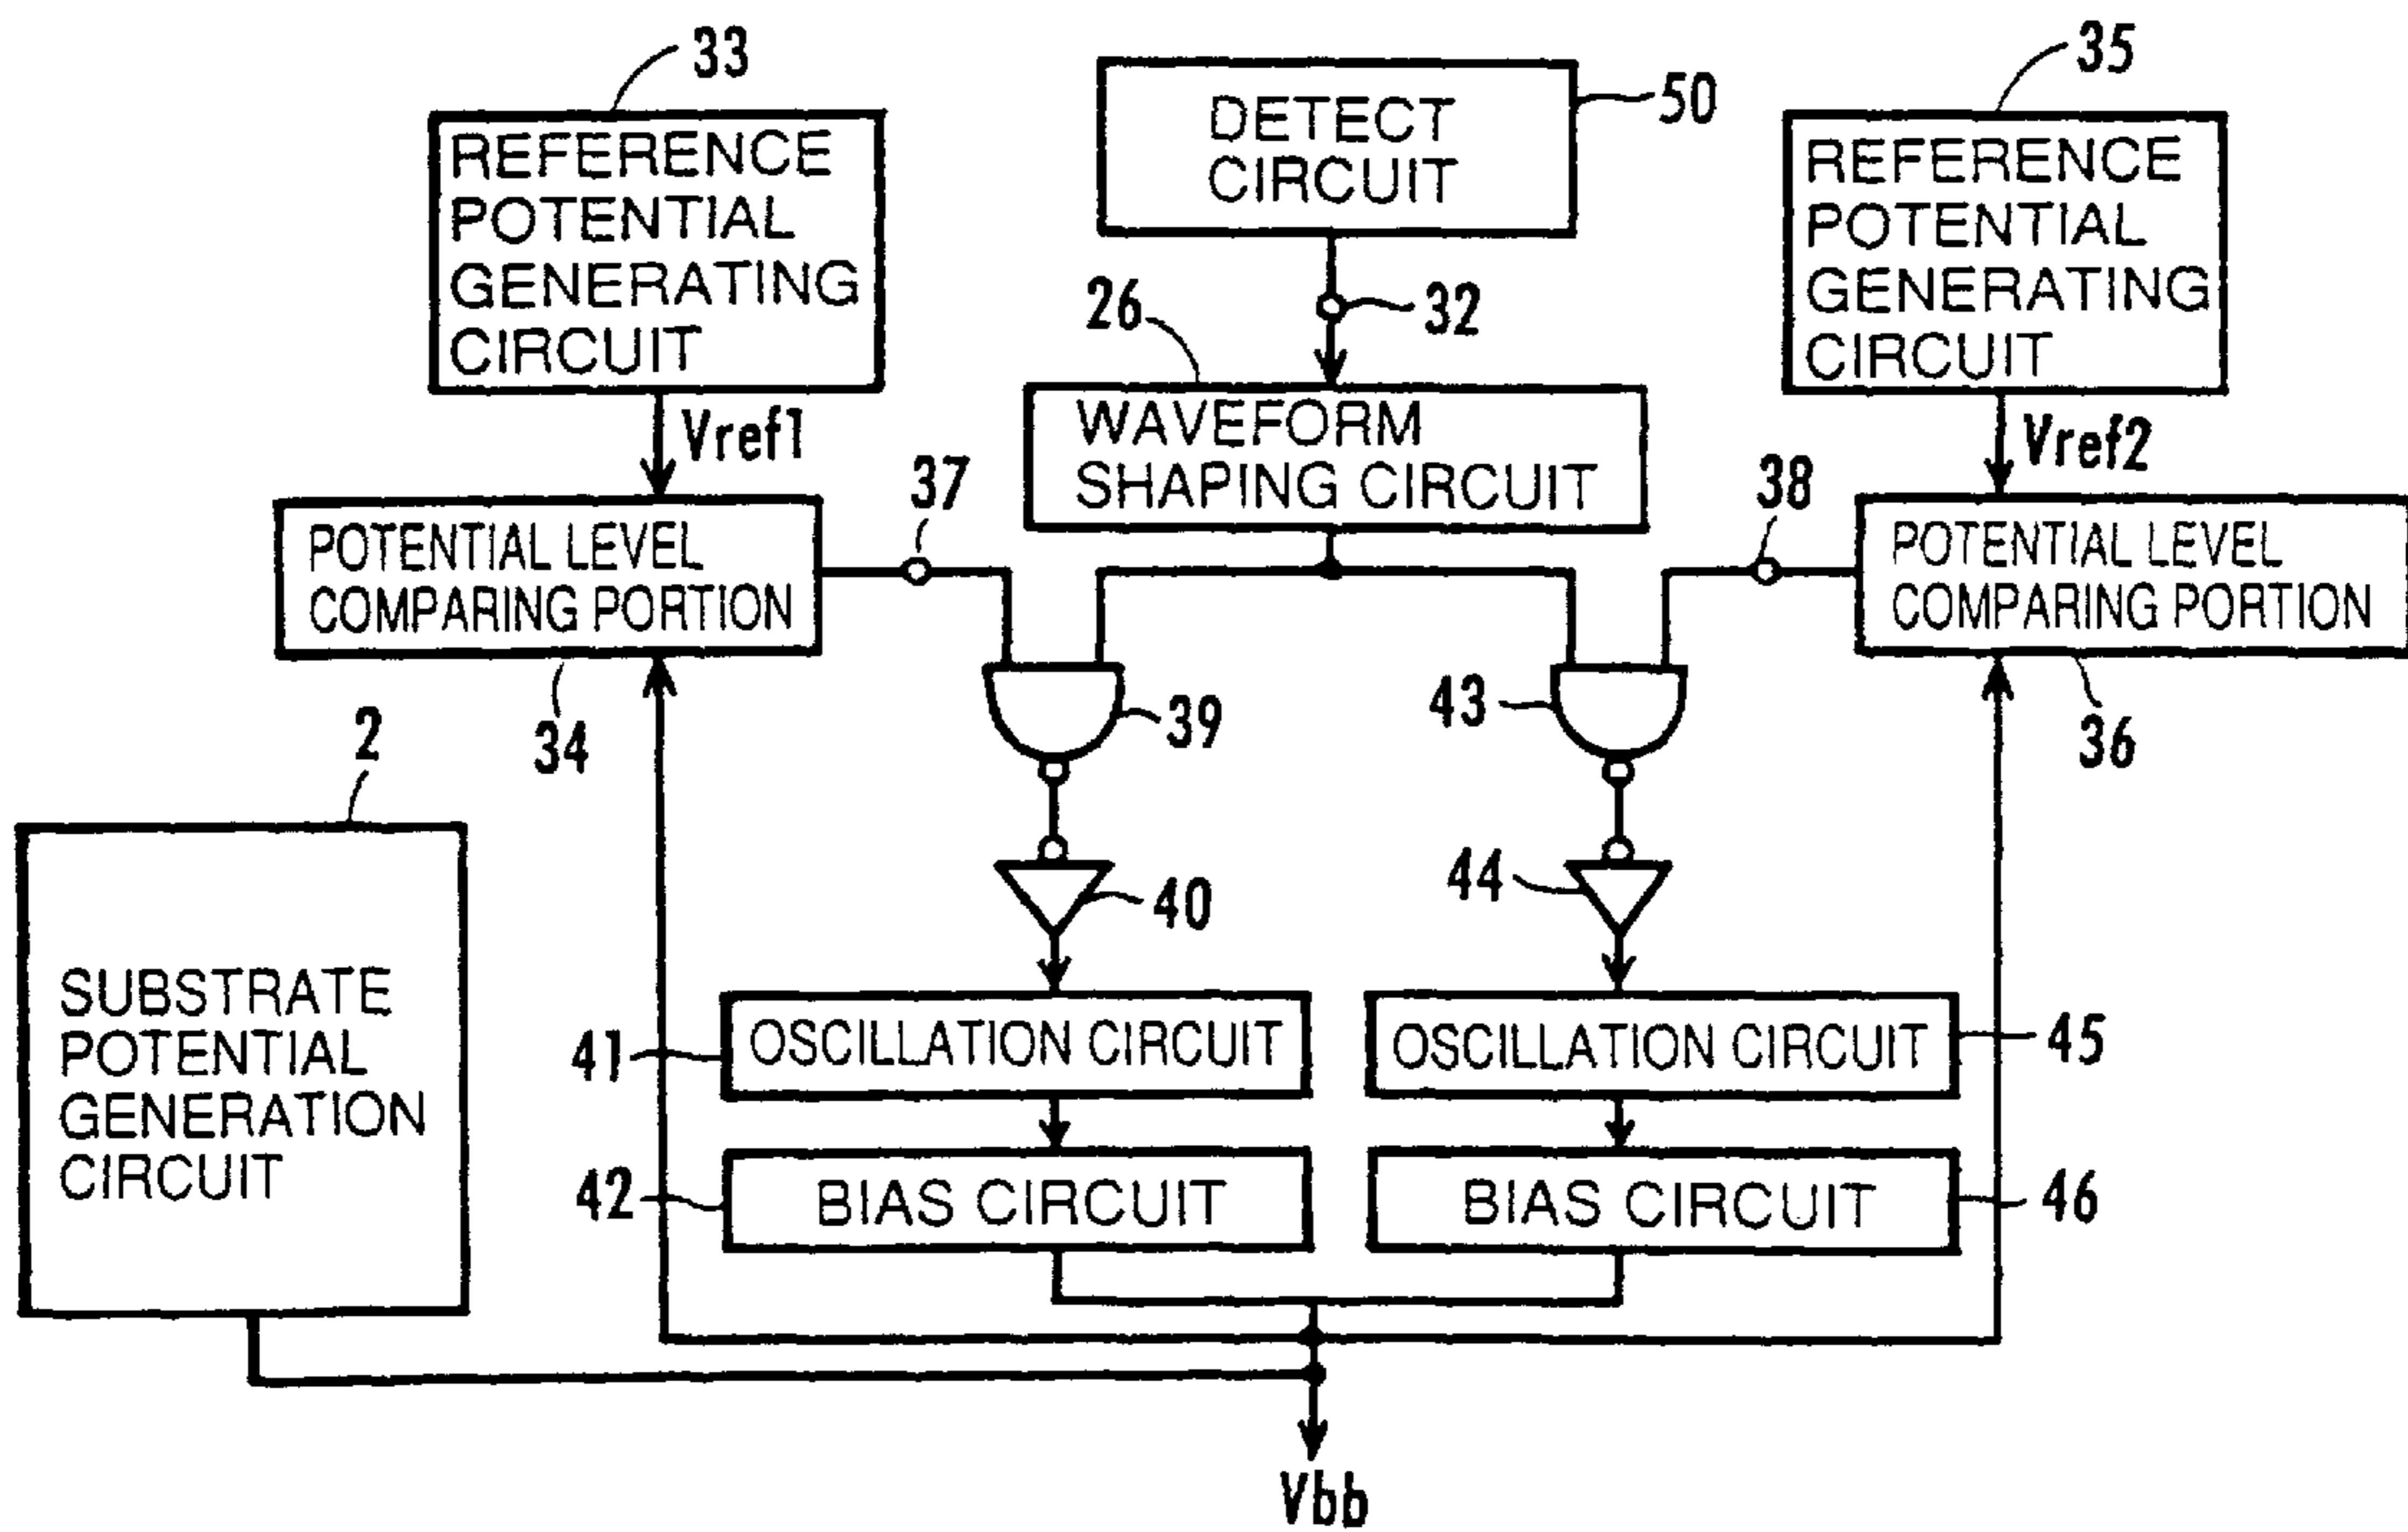 33
REFERENCE
POTENTIAL
GENERATING
CIRCUIT
Vref1
DETECT
CIRCUIT
50
32
26
WAVEFORM
SHAPING CIRCUIT
35
REFERENCE
POTENTIAL
GENERATING
CIRCUIT
Vref2
37
38
POTENTIAL LEVEL
COMPARING PORTION
34
POTENTIAL LEVEL
COMPARING PORTION
36
39
43
2
SUBSTRATE
POTENTIAL
GENERATION
CIRCUIT
40
44
41
OSCILLATION CIRCUIT
OSCILLATION CIRCUIT
45
42
BIAS CIRCUIT
BIAS CIRCUIT
46
Vbb